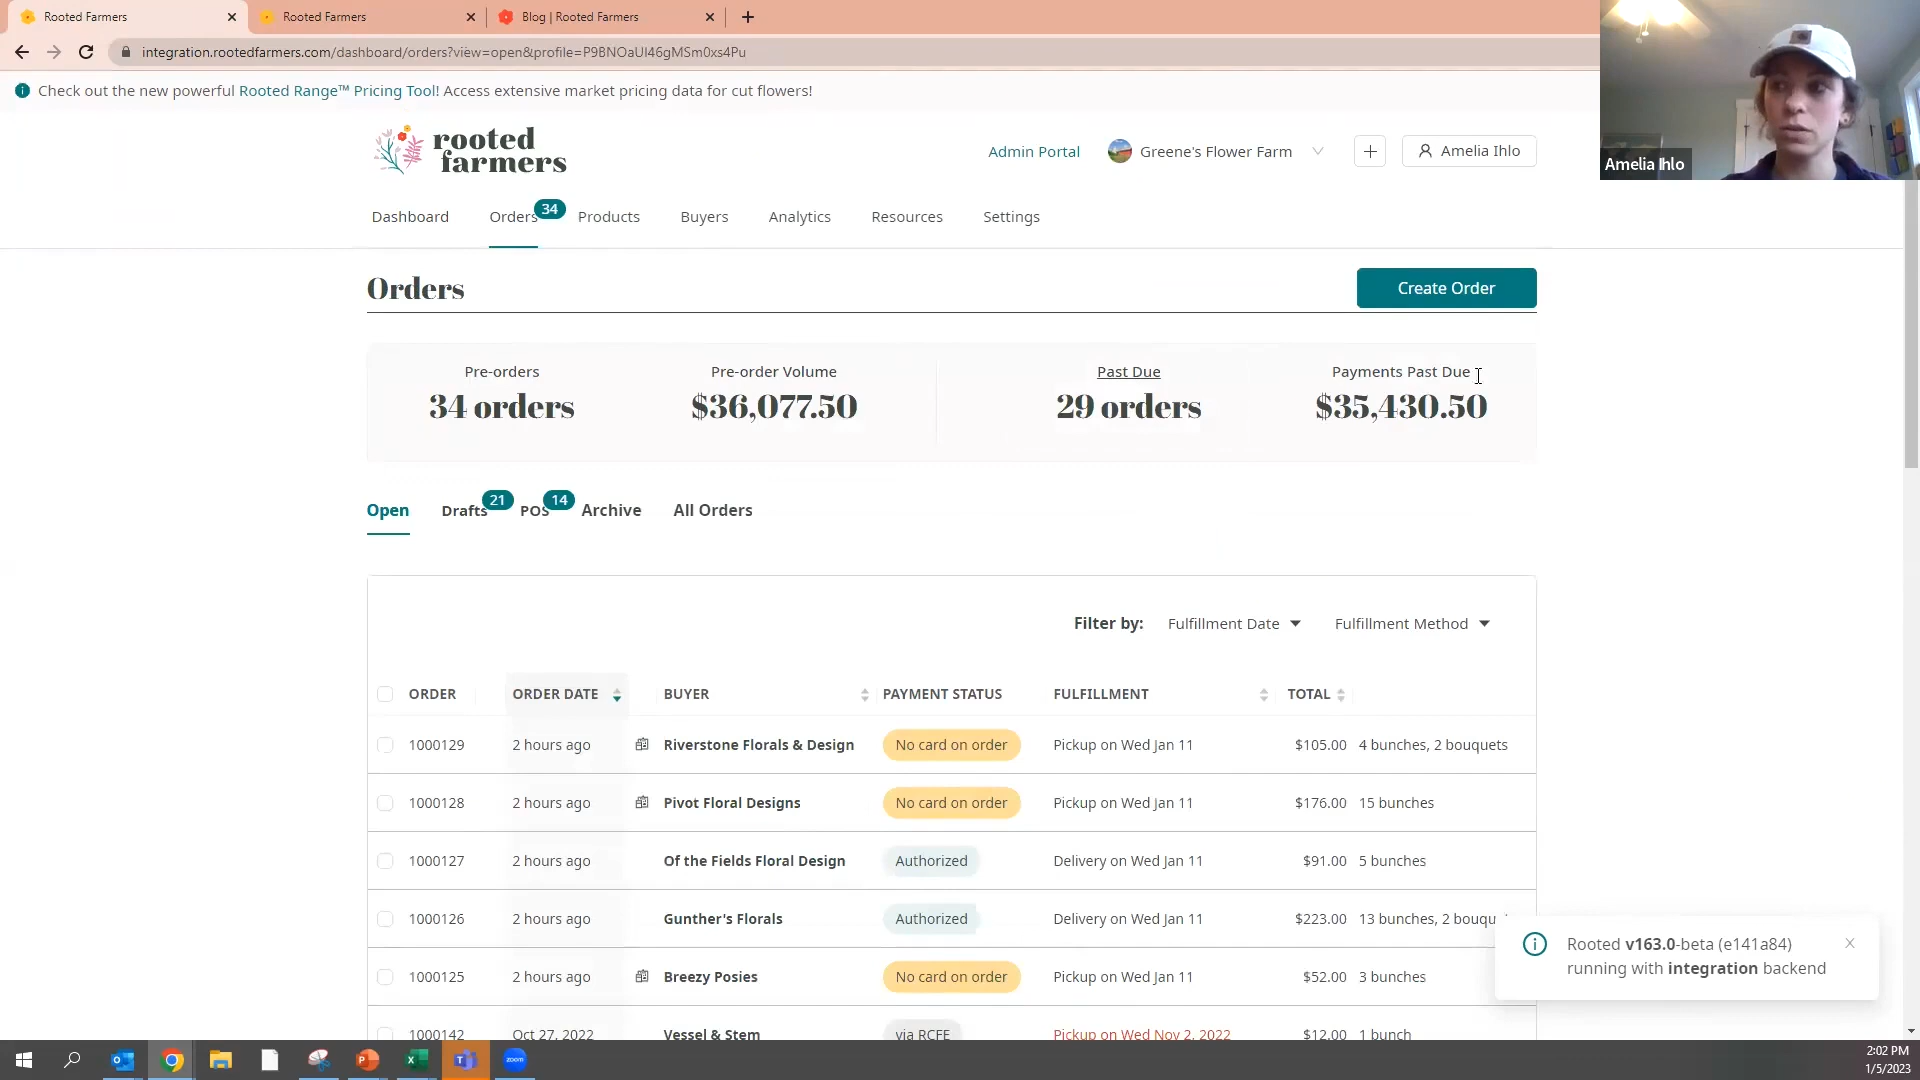 Rooted Farmers
Rooted Farmers
Blog | Rooted Farmers
integration.rootedfarmers.com/dashboard/orders?view=open&profile=P9BNOaUI46gMSm0xs4Pu
Check out the new powerful Rooted Range™ Pricing Tool! Access extensive market pricing data for cut flowers!
rooted
farmers
Admin Portal
Greene's Flower Farm
Amelia Ihlo
Amelia Ihlo
Dashboard
Orders 34
Products
Buyers
Analytics
Resources
Settings
Orders
Create Order
Pre-orders
34 orders
Pre-order Volume
$36,077.50
Past Due
29 orders
Payments Past Due
$35,430.50
Open
Drafts 21
POS 14
Archive
All Orders
Filter by: Fulfillment Date Fulfillment Method
ORDER ORDER DATE BUYER PAYMENT STATUS FULFILLMENT TOTAL
1000129 2 hours ago Riverstone Florals & Design No card on order Pickup on Wed Jan 11 $105.00 4 bunches, 2 bouquets
1000128 2 hours ago Pivot Floral Designs No card on order Pickup on Wed Jan 11 $176.00 15 bunches
1000127 2 hours ago Of the Fields Floral Design Authorized Delivery on Wed Jan 11 $91.00 5 bunches
1000126 2 hours ago Gunther's Florals Authorized Delivery on Wed Jan 11 $223.00 13 bunches, 2 bouqu
1000125 2 hours ago Breezy Posies No card on order Pickup on Wed Jan 11 $52.00 3 bunches
1000142 Oct 27, 2022 Vessel & Stem via RCFE Pickup on Wed Nov 2, 2022 $12.00 1 bunch
Rooted v163.0-beta (e141a84)
running with integration backend
zoom
2:02 PM
1/5/2023